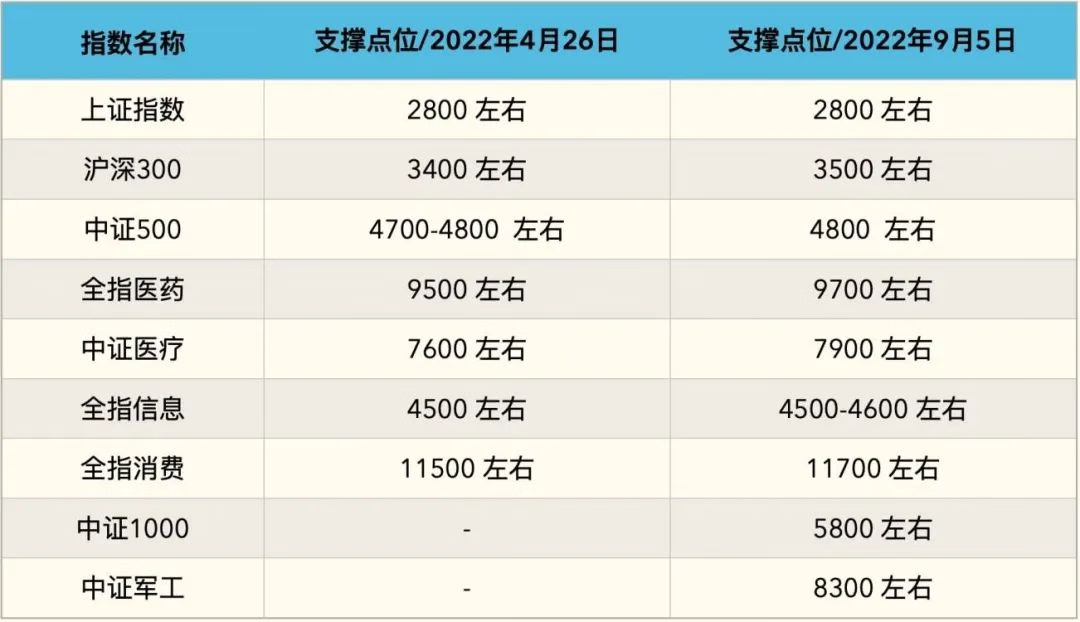 指数名称 支撑点位/2022年4月26日 支撑点位/2022年9月5日
上证指数 2800 左右 2800 左右
沪深300 3400 左右 3500 左右
中证500 4700-4800 左右 4800 左右
全指医药 9500 左右 9700 左右
中证医疗 7600 左右 7900 左右
全指信息 4500 左右 4500-4600 左右
全指消费 11500 左右 11700 左右
中证1000 - 5800 左右
中证军工 - 8300 左右